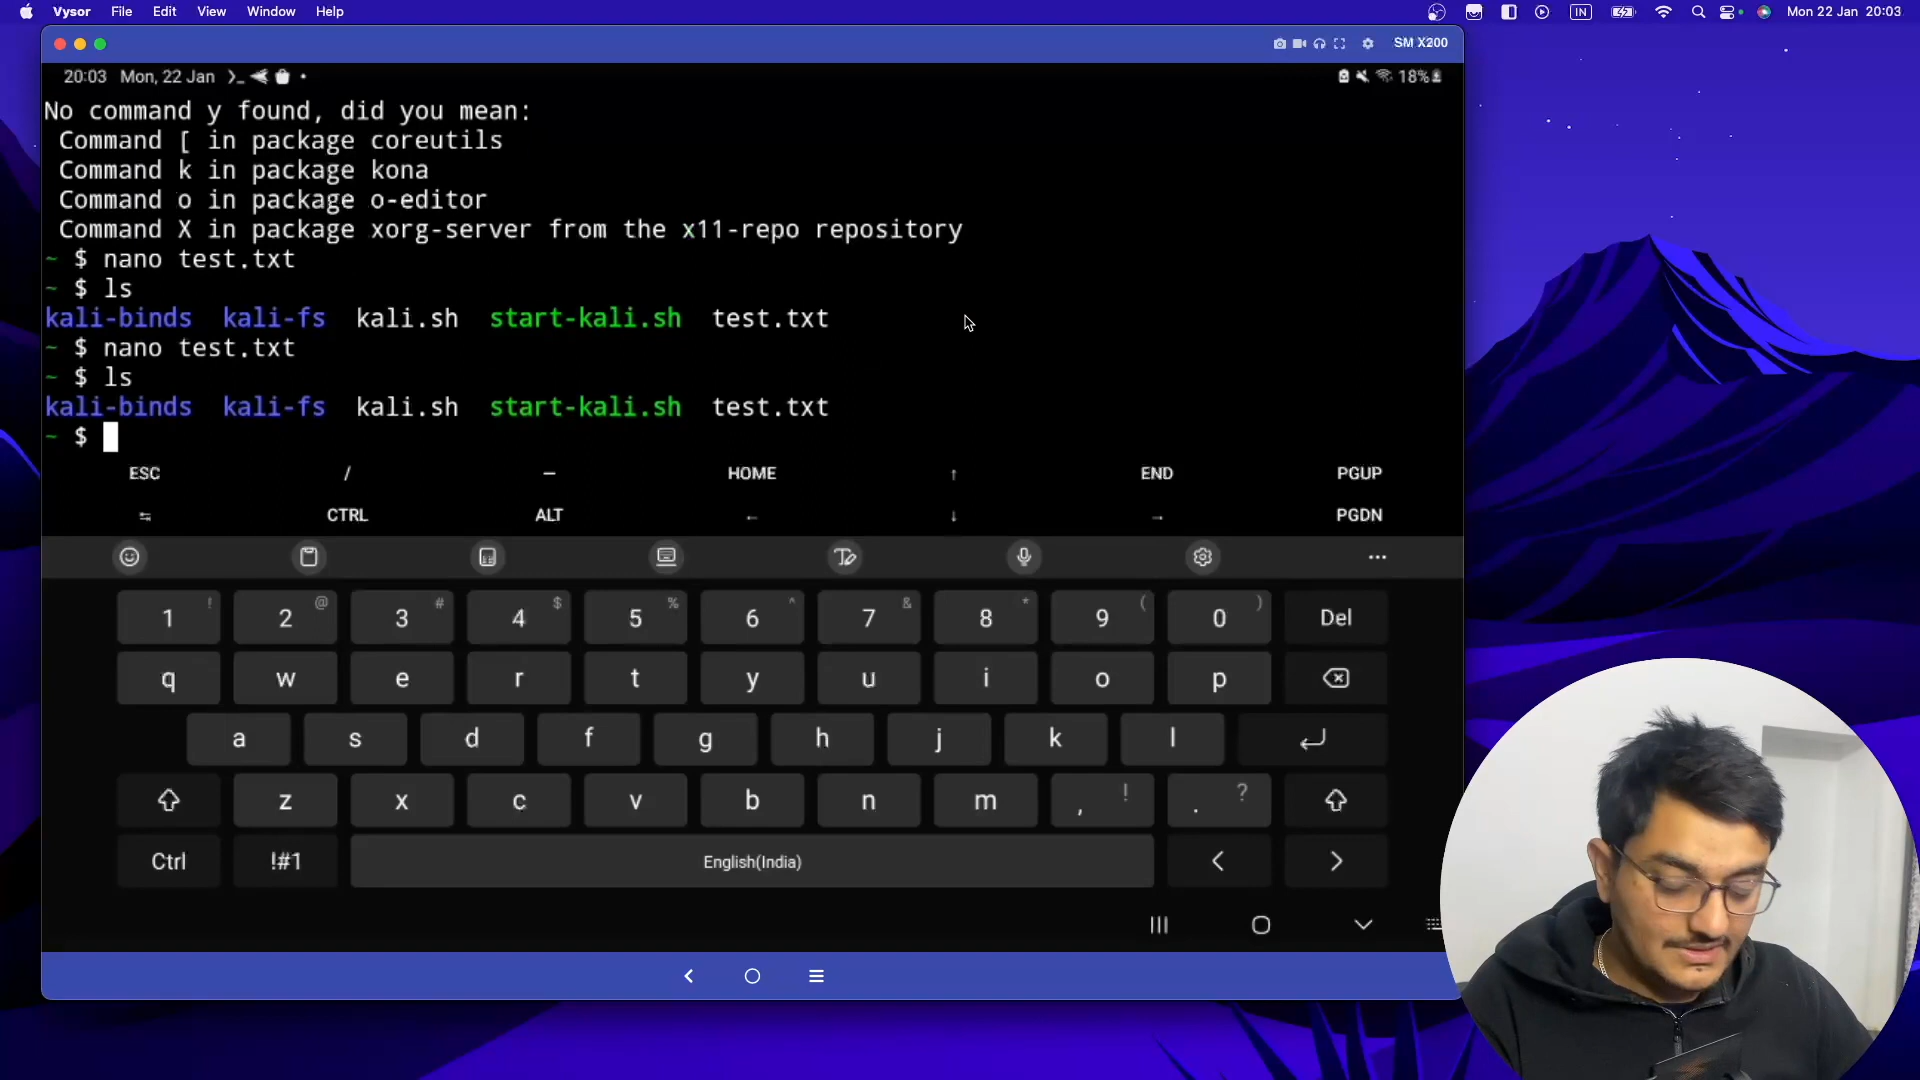 Vysor File Edit View Window Help
IN Mon 22 Jan 20:03
SM X200
20:03 Mon, 22 Jan
18%
No command y found, did you mean:
Command [ in package coreutils
Command k in package kona
Command o in package o-editor
Command X in package xorg-server from the x11-repo repository
~ $ nano test.txt
~ $ ls
kali-binds kali-fs kali.sh start-kali.sh test.txt
~ $ nano test.txt
~ $ ls
kali-binds kali-fs kali.sh start-kali.sh test.txt
~ $
ESC / — HOME ↑ END PGUP
⇆ CTRL ALT ← ↓ → PGDN
1 ! 2 @ 3 # 4 $ 5 % 6 ^ 7 & 8 * 9 ( 0 ) Del
q w e r t y u i o p
a s d f g h j k l
z x c v b n m , ! . ?
Ctrl !#1 English(India) < >